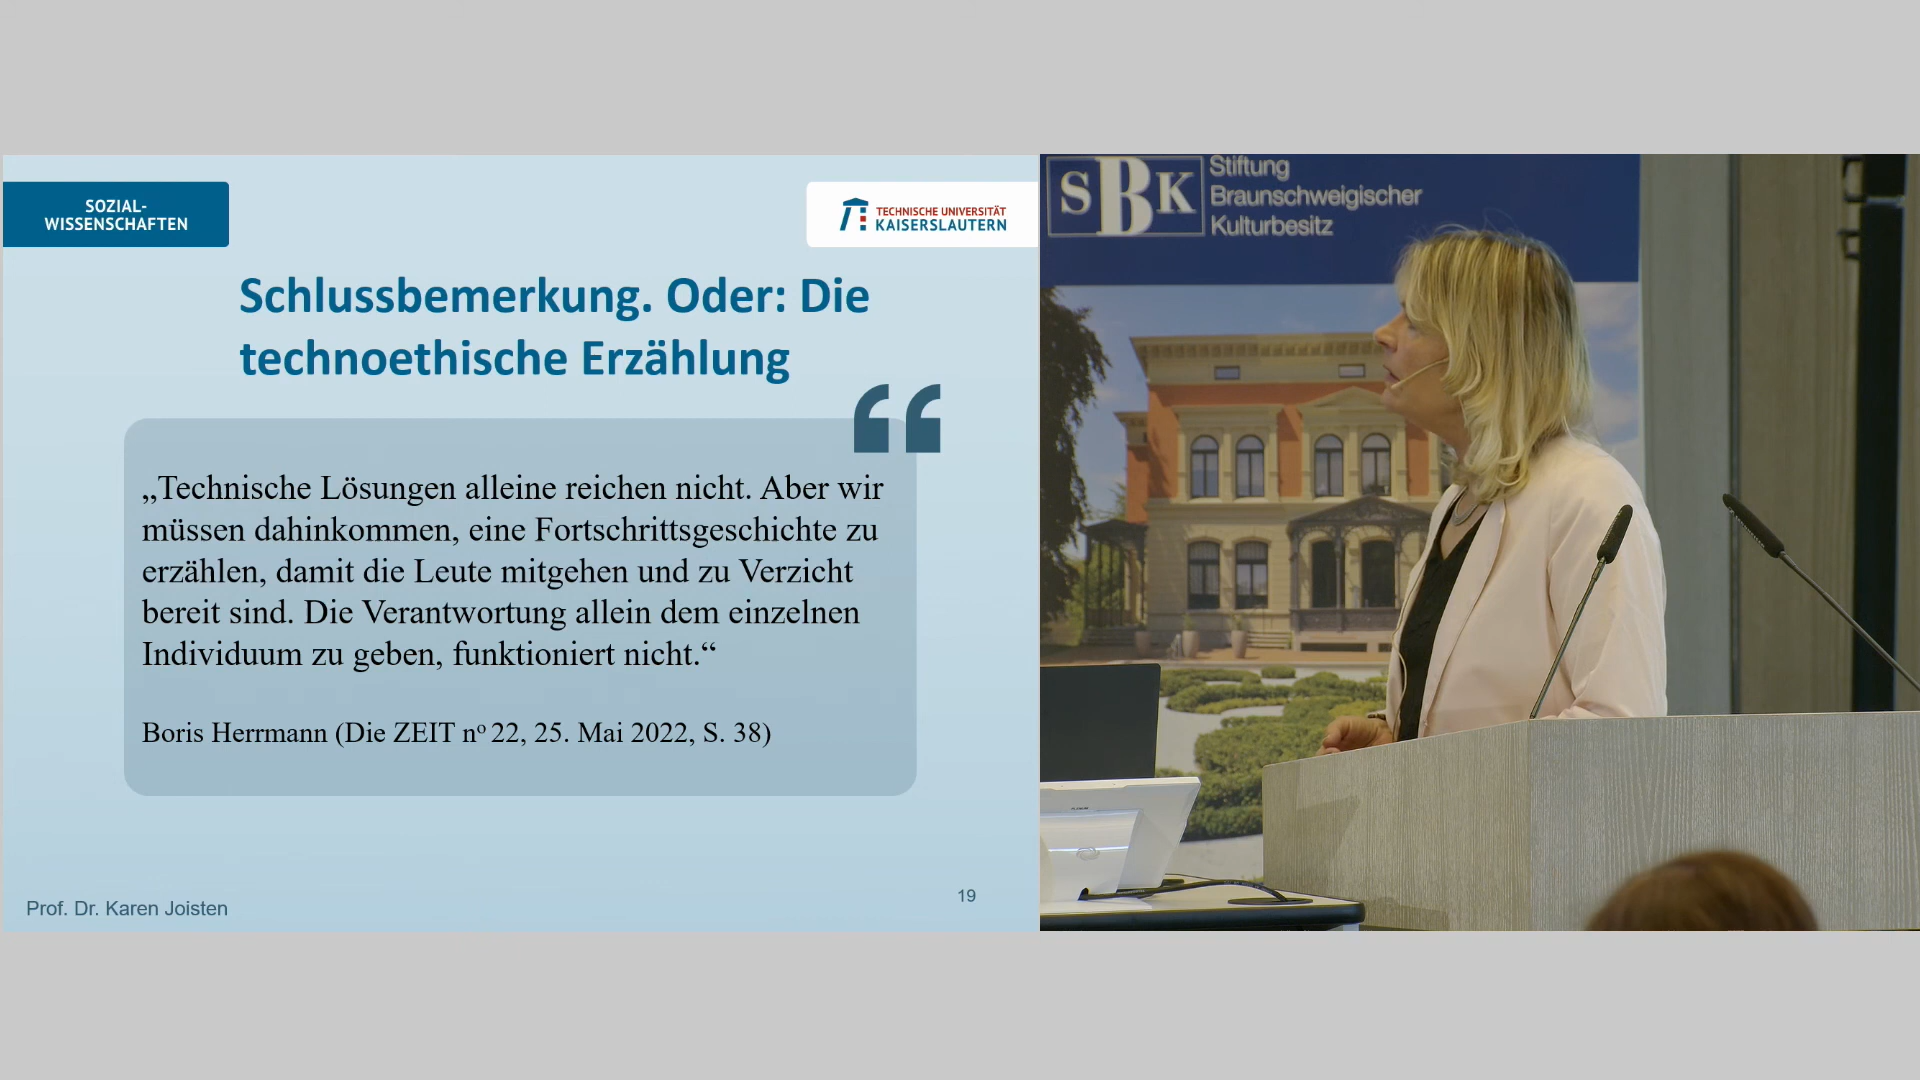 SOZIAL-
WISSENSCHAFTEN
TECHNISCHE UNIVERSITÄT
KAISERSLAUTERN
Schlussbemerkung. Oder: Die
technoethische Erzählung
„Technische Lösungen alleine reichen nicht. Aber wir
müssen dahinkommen, eine Fortschrittsgeschichte zu
erzählen, damit die Leute mitgehen und zu Verzicht
bereit sind. Die Verantwortung allein dem einzelnen
Individuum zu geben, funktioniert nicht.“
Boris Herrmann (Die ZEIT nº 22, 25. Mai 2022, S. 38)
Prof. Dr. Karen Joisten
19
SBK
Stiftung
Braunschweigischer
Kulturbesitz